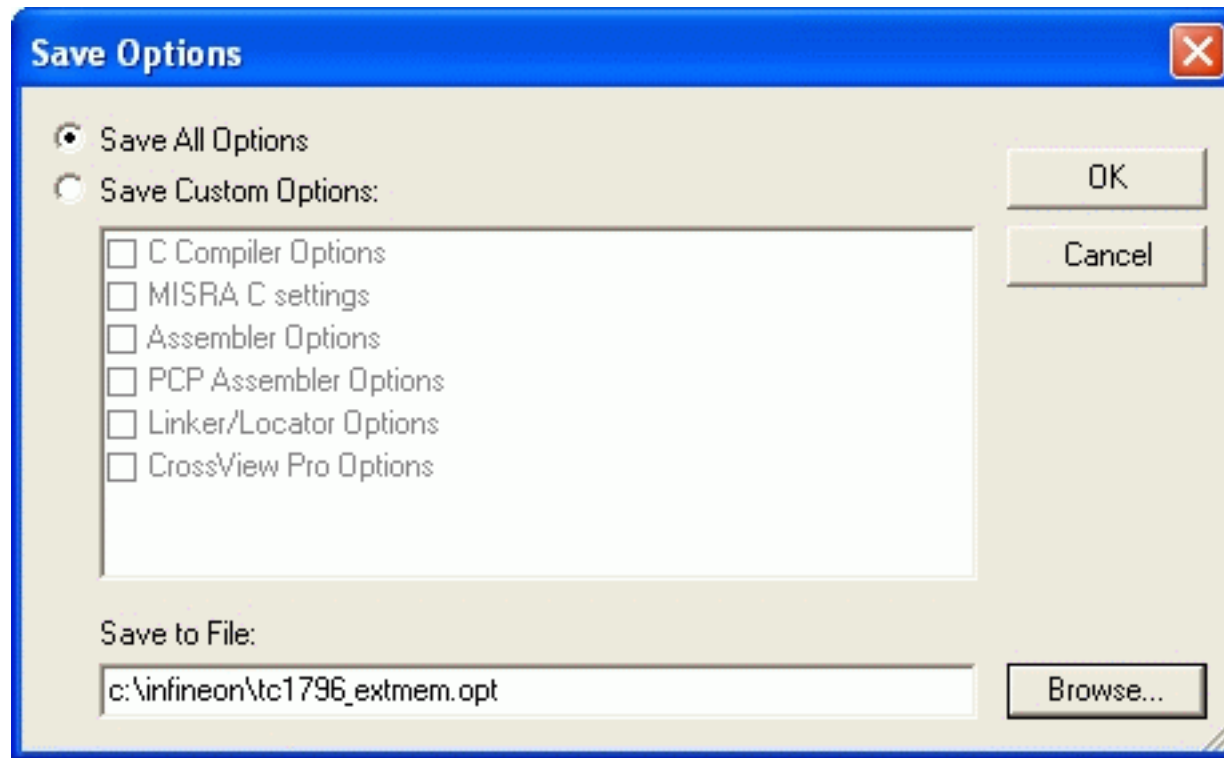 Save Options
Save All Options
Save Custom Options:
OK
C Compiler Options
Cancel
MISRA C settings
Assembler Options
PCP Assembler Options
Linker/Locator Options
CrossView Pro Options
Save to File:
c:\infineon\tc1796_extmem.opt
Browse...